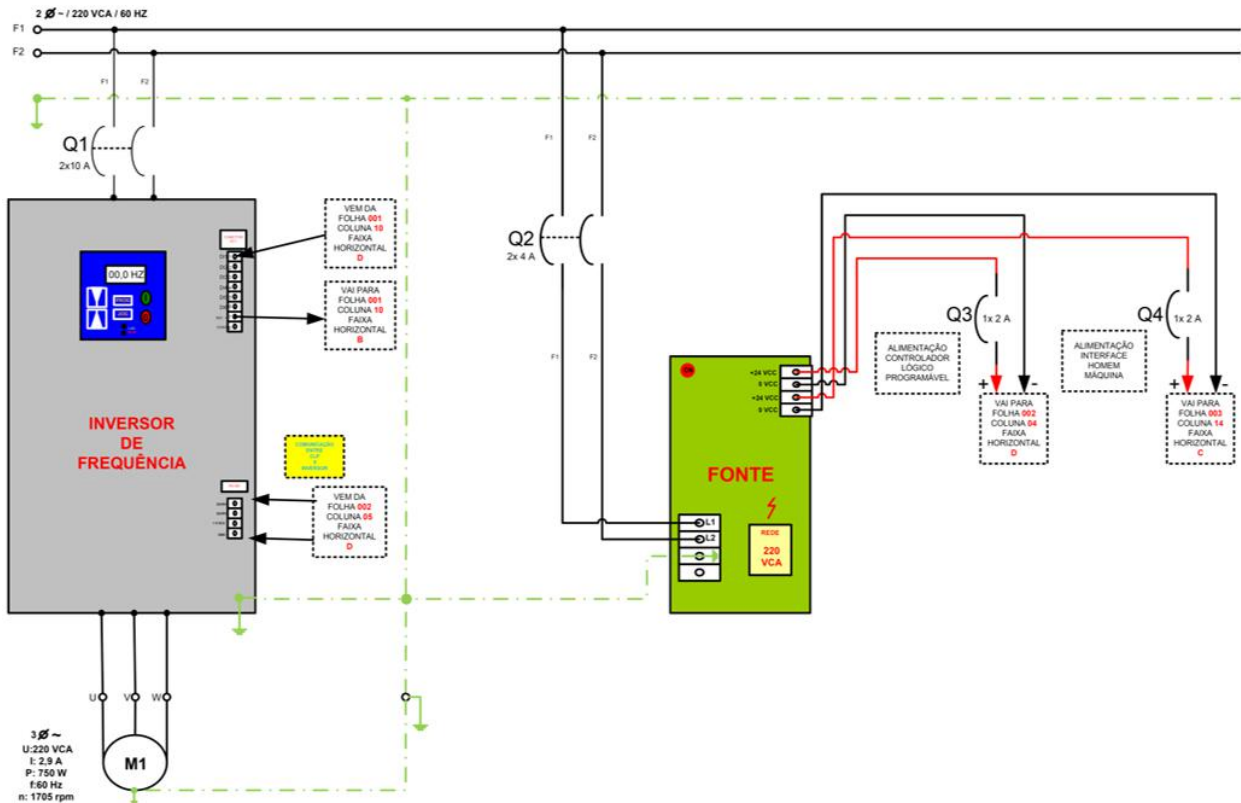 2 Ø ~ / 220 VCA / 60 HZ
F1
F2
F1
F2
Q1
2x10 A
00,0 HZ
INVERSOR
DE
FREQUÊNCIA
VEM DA
FOLHA 001
COLUNA 10
FAIXA
HORIZONTAL
D
VAI PARA
FOLHA 001
COLUNA 10
FAIXA
HORIZONTAL
B
COMUNICAÇÃO
ENTRE
CLP
E
INVERSOR
VEM DA
FOLHA 002
COLUNA 05
FAIXA
HORIZONTAL
D
U
V
W
3 Ø ~
U:220 VCA
I: 2,9 A
P: 750 W
f:60 Hz
n: 1705 rpm
M1
F1
F2
Q2
2x 4 A
F1
F2
+24 VCC
0 VCC
+24 VCC
0 VCC
FONTE
L1
L2
REDE
220
VCA
Q3
1x 2 A
ALIMENTAÇÃO
CONTROLADOR
LÓGICO
PROGRAMÁVEL
+
-
VAI PARA
FOLHA 002
COLUNA 04
FAIXA
HORIZONTAL
D
Q4
1x 2 A
ALIMENTAÇÃO
INTERFACE
HOMEM
MÁQUINA
+
-
VAI PARA
FOLHA 003
COLUNA 14
FAIXA
HORIZONTAL
C